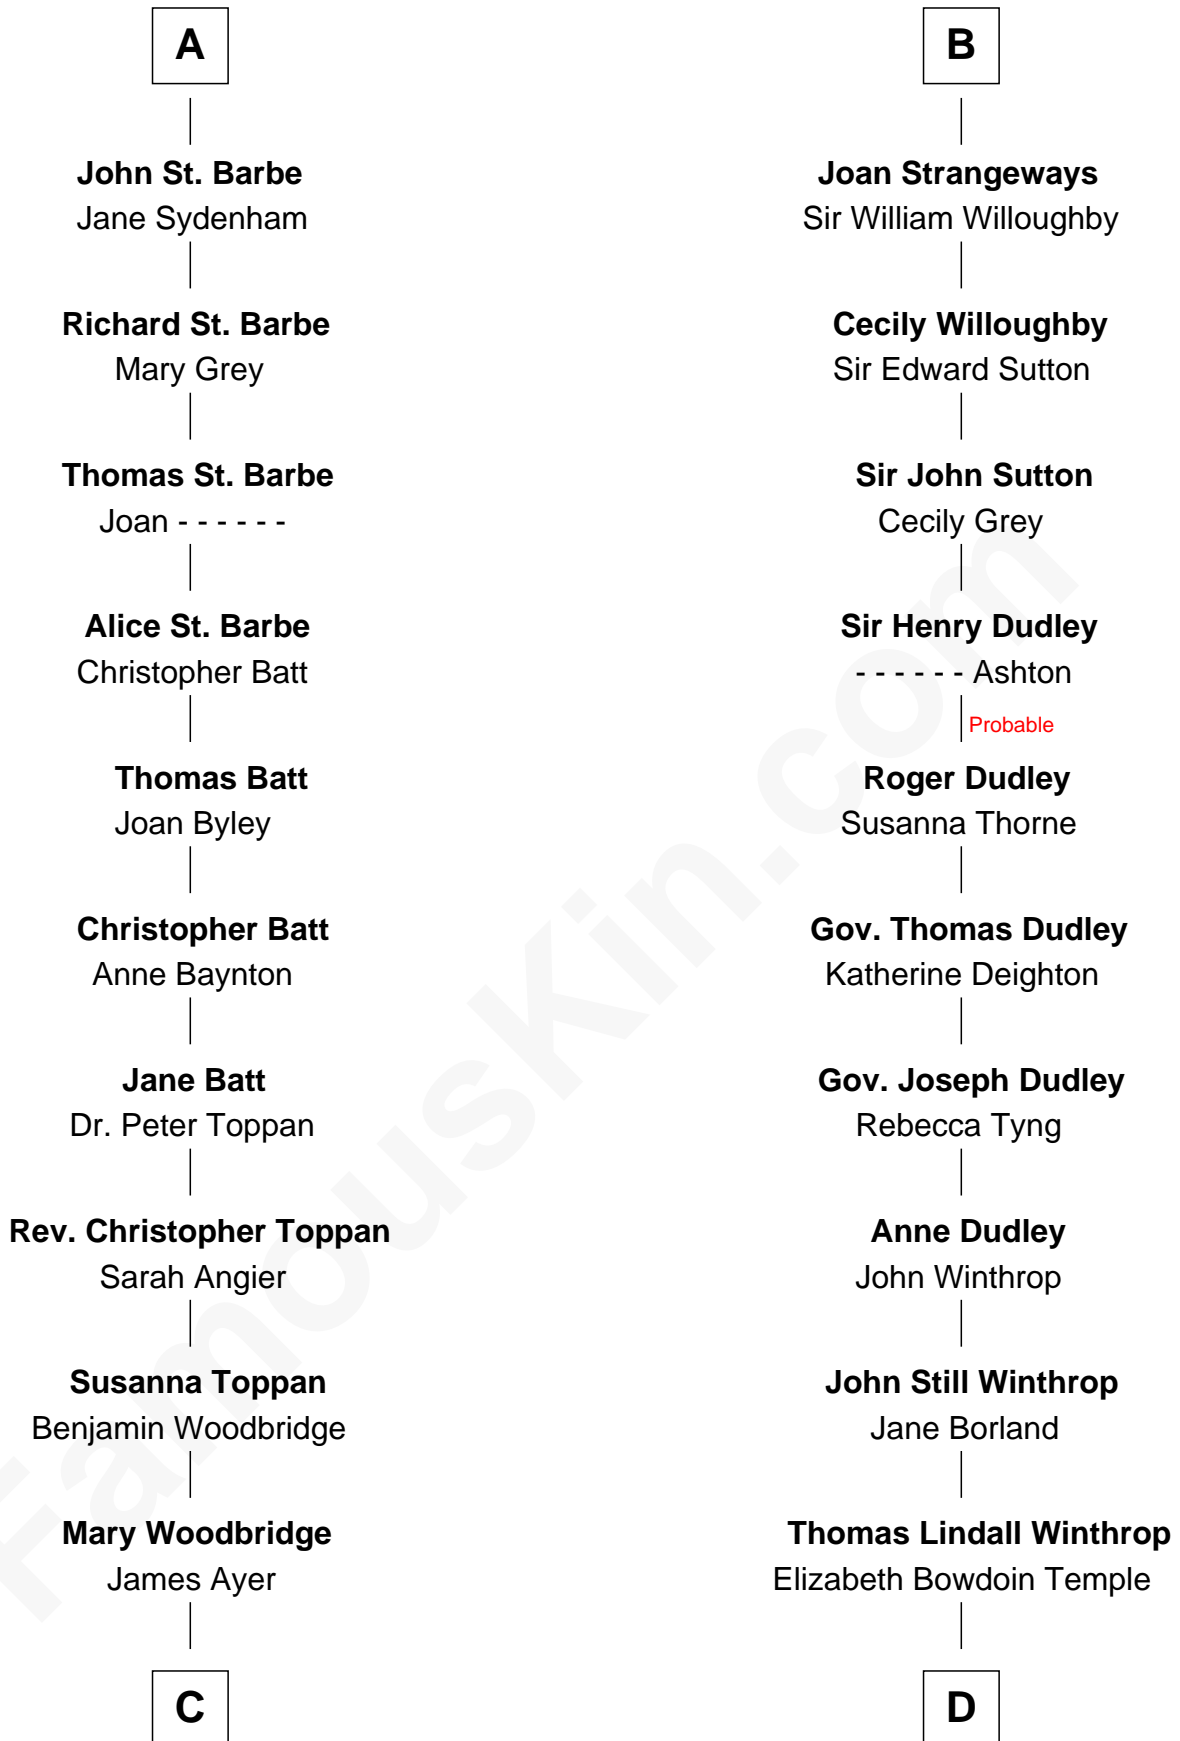 A
John St. Barbe
Jane Sydenham
Richard St. Barbe
Mary Grey
Thomas St. Barbe
Joan - - - - - -
Alice St. Barbe
Christopher Batt
Thomas Batt
Joan Byley
Christopher Batt
Anne Baynton
Jane Batt
Dr. Peter Toppan
Rev. Christopher Toppan
Sarah Angier
Susanna Toppan
Benjamin Woodbridge
Mary Woodbridge
James Ayer
C
B
Joan Strangeways
Sir William Willoughby
Cecily Willoughby
Sir Edward Sutton
Sir John Sutton
Cecily Grey
Sir Henry Dudley
- - - - - - Ashton
Probable
Roger Dudley
Susanna Thorne
Gov. Thomas Dudley
Katherine Deighton
Gov. Joseph Dudley
Rebecca Tyng
Anne Dudley
John Winthrop
John Still Winthrop
Jane Borland
Thomas Lindall Winthrop
Elizabeth Bowdoin Temple
D
FamousKin.com